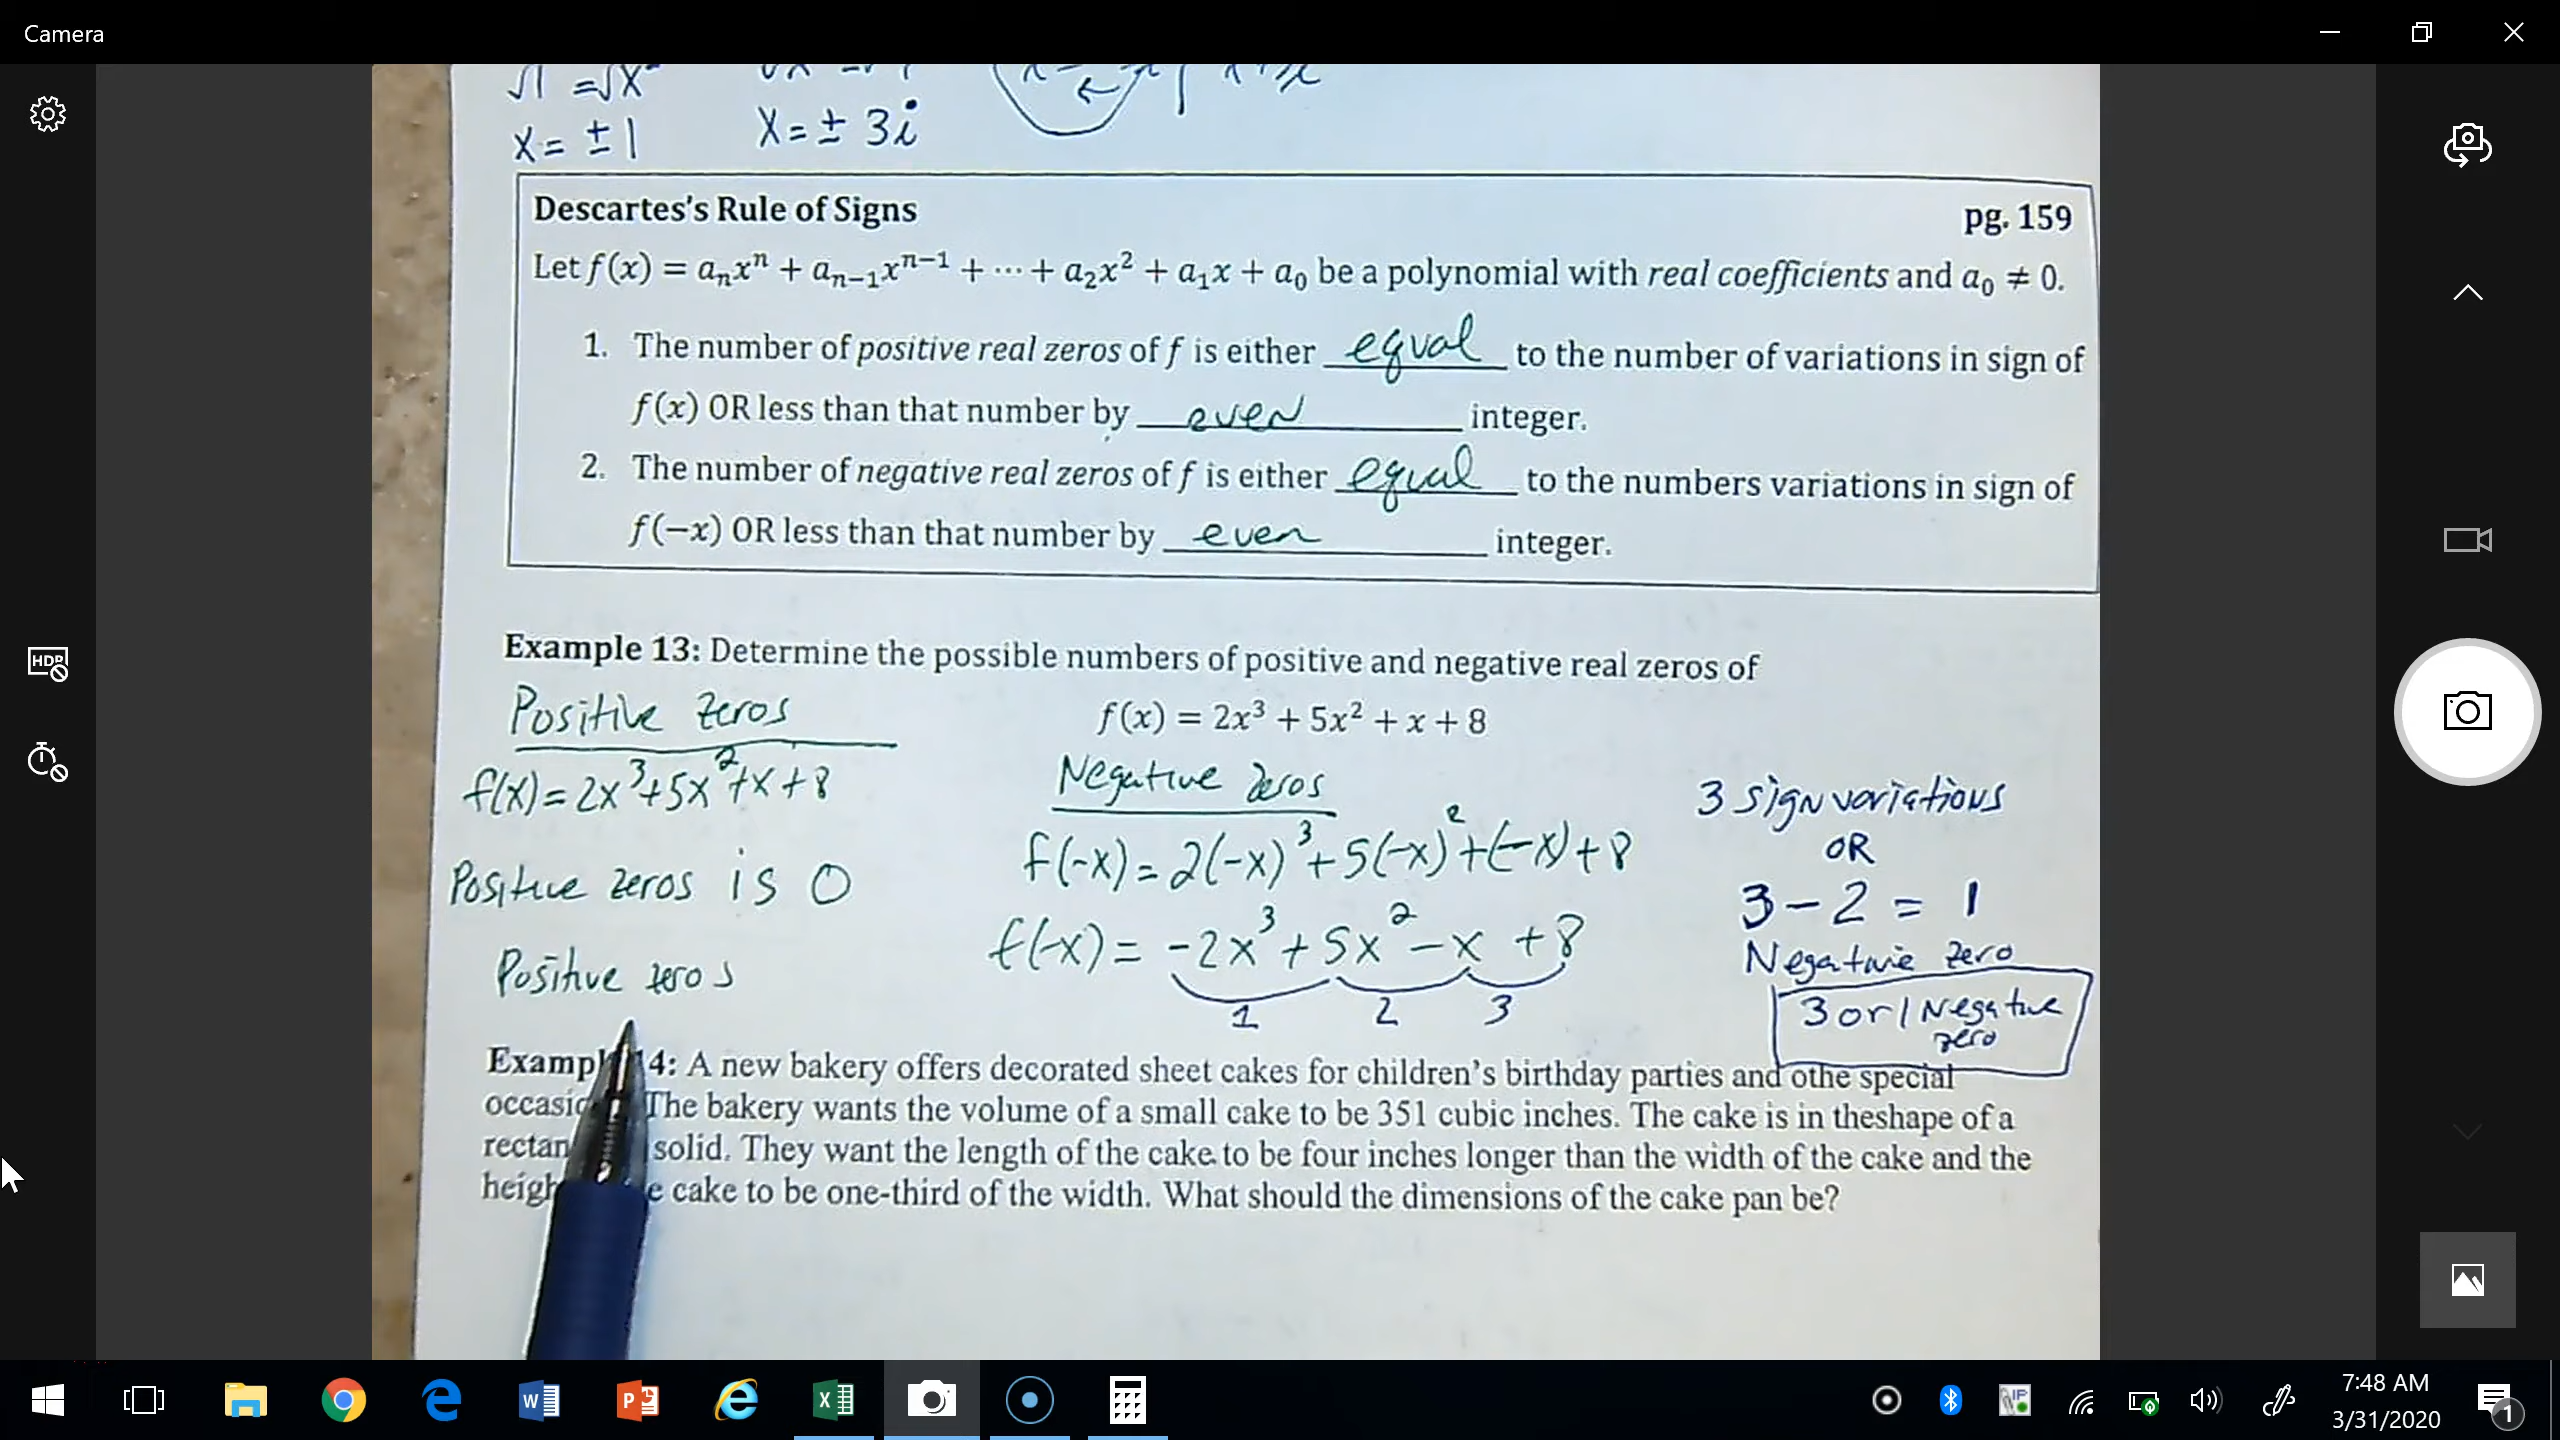 Camera
√1 = √x²
x = ± 1
x = ± 3i
Descartes's Rule of Signs pg. 159
Let f(x) = aₙxⁿ + aₙ₋₁xⁿ⁻¹ + ⋯ + a₂x² + a₁x + a₀ be a polynomial with real coefficients and a₀ ≠ 0.
1. The number of positive real zeros of f is either equal to the number of variations in sign of
f(x) OR less than that number by even integer.
2. The number of negative real zeros of f is either equal to the numbers variations in sign of
f(−x) OR less than that number by even integer.
Example 13: Determine the possible numbers of positive and negative real zeros of
f(x) = 2x³ + 5x² + x + 8
Positive zeros
f(x) = 2x³+5x²+x+8
Positive zeros is 0
Positive zeros
Negative zeros
f(-x) = 2(-x)³+5(-x)²+(-x)+8
f(-x) = -2x³+5x²-x+8
1 2 3
3 sign variations
OR
3-2 = 1
Negative zero
3 or 1 Negative
zero
Examp 4: A new bakery offers decorated sheet cakes for children's birthday parties and othe special
occasio The bakery wants the volume of a small cake to be 351 cubic inches. The cake is in theshape of a
rectan solid. They want the length of the cake to be four inches longer than the width of the cake and the
heigh e cake to be one-third of the width. What should the dimensions of the cake pan be?
HDR
7:48 AM
3/31/2020
1